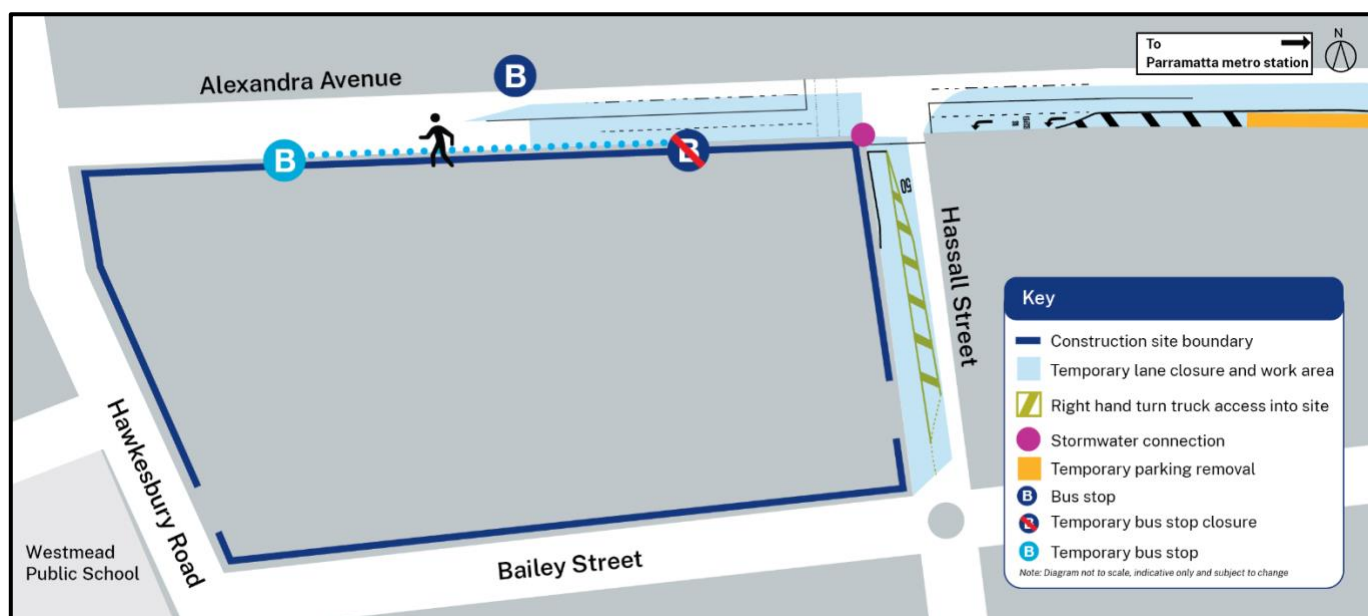 To
Parramatta metro station
N
Alexandra Avenue
B
B
B
50
Hassall Street
Hawkesbury Road
Bailey Street
Westmead
Public School
Key
Construction site boundary
Temporary lane closure and work area
Right hand turn truck access into site
Stormwater connection
Temporary parking removal
B Bus stop
B Temporary bus stop closure
B Temporary bus stop
Note: Diagram not to scale, indicative only and subject to change